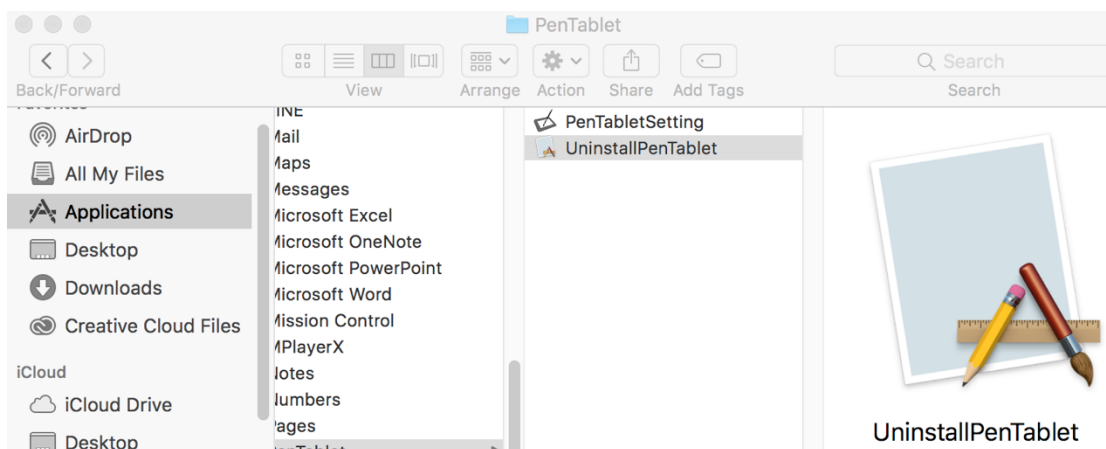 PenTablet
Back/Forward
View
Arrange
Action
Share
Add Tags
Search
Search
AirDrop
All My Files
Applications
Desktop
Downloads
Creative Cloud Files
iCloud
iCloud Drive
Desktop
INE
Mail
Maps
Messages
Microsoft Excel
Microsoft OneNote
Microsoft PowerPoint
Microsoft Word
Mission Control
MPlayerX
Notes
Numbers
Pages
PenTablet
PenTabletSetting
UninstallPenTablet
UninstallPenTablet